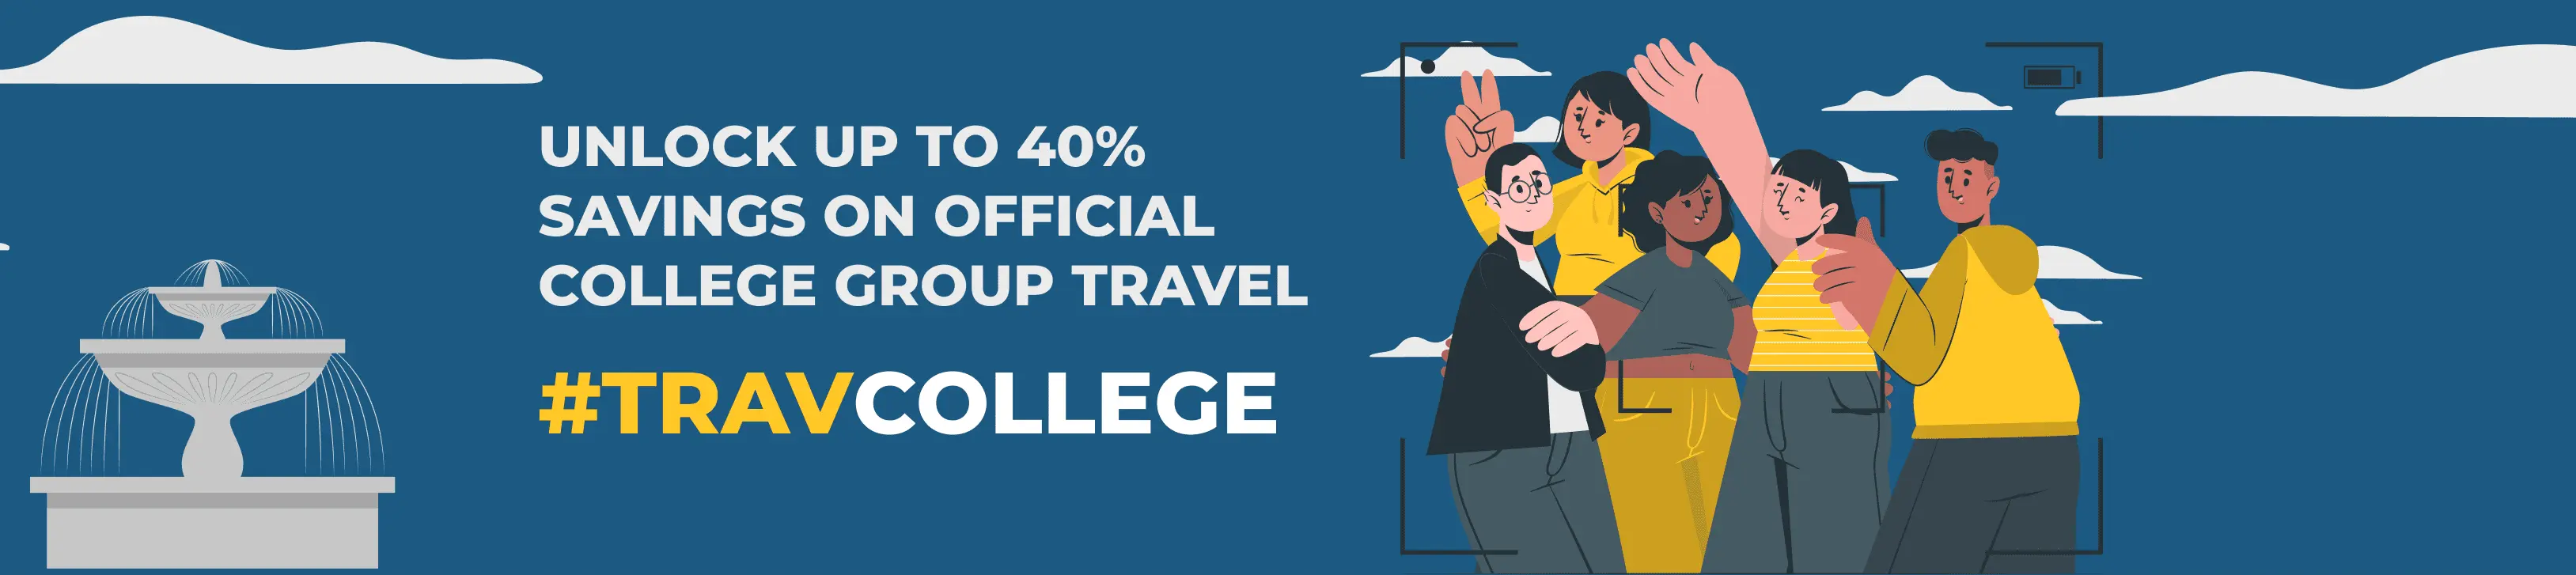 UNLOCK UP TO 40%
SAVINGS ON OFFICIAL
COLLEGE GROUP TRAVEL
#TRAVCOLLEGE